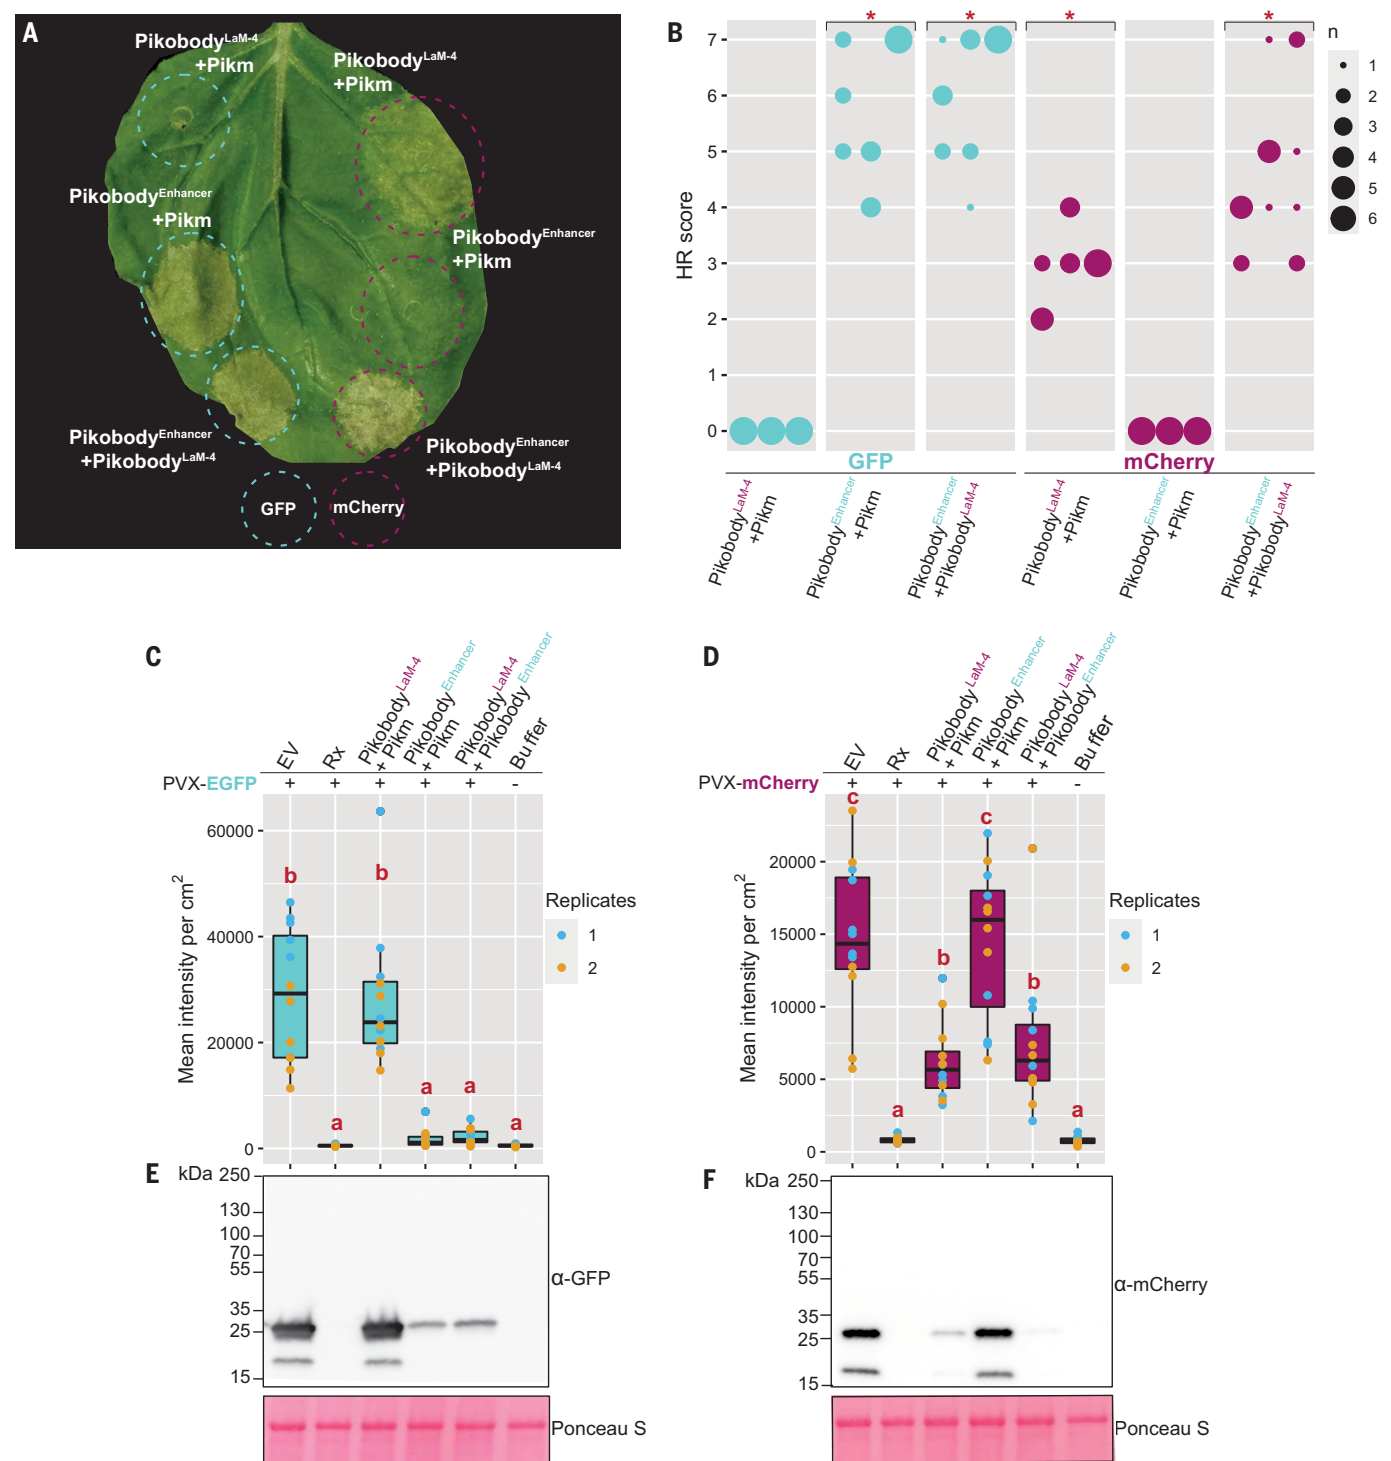 A
Pikobody^LaM-4
+Pikm
Pikobody^LaM-4
+Pikm
Pikobody^Enhancer
+Pikm
Pikobody^Enhancer
+Pikm
Pikobody^Enhancer
+Pikobody^LaM-4
Pikobody^Enhancer
+Pikobody^LaM-4
GFP
mCherry
B
HR score
7
6
5
4
3
2
1
0
*
*
*
*
n
1
2
3
4
5
6
GFP
mCherry
Pikobody^LaM-4
+Pikm
Pikobody^Enhancer
+Pikm
Pikobody^Enhancer
+Pikobody^LaM-4
Pikobody^LaM-4
+Pikm
Pikobody^Enhancer
+Pikm
Pikobody^Enhancer
+Pikobody^LaM-4
C
EV
Rx
Pikobody^LaM-4
+ Pikm
Pikobody^Enhancer
+ Pikm
Pikobody^LaM-4
+ Pikobody^Enhancer
Buffer
PVX-EGFP + + + + + -
Mean intensity per cm²
60000
40000
20000
0
b
a
b
a
a
a
Replicates
1
2
D
EV
Rx
Pikobody^LaM-4
+ Pikm
Pikobody^Enhancer
+ Pikm
Pikobody^LaM-4
+ Pikobody^Enhancer
Buffer
PVX-mCherry + + + + + -
Mean intensity per cm²
20000
15000
10000
5000
0
c
a
b
c
b
a
Replicates
1
2
E
kDa
250
130
100
70
55
35
25
15
α-GFP
Ponceau S
F
kDa
250
130
100
70
55
35
25
15
α-mCherry
Ponceau S